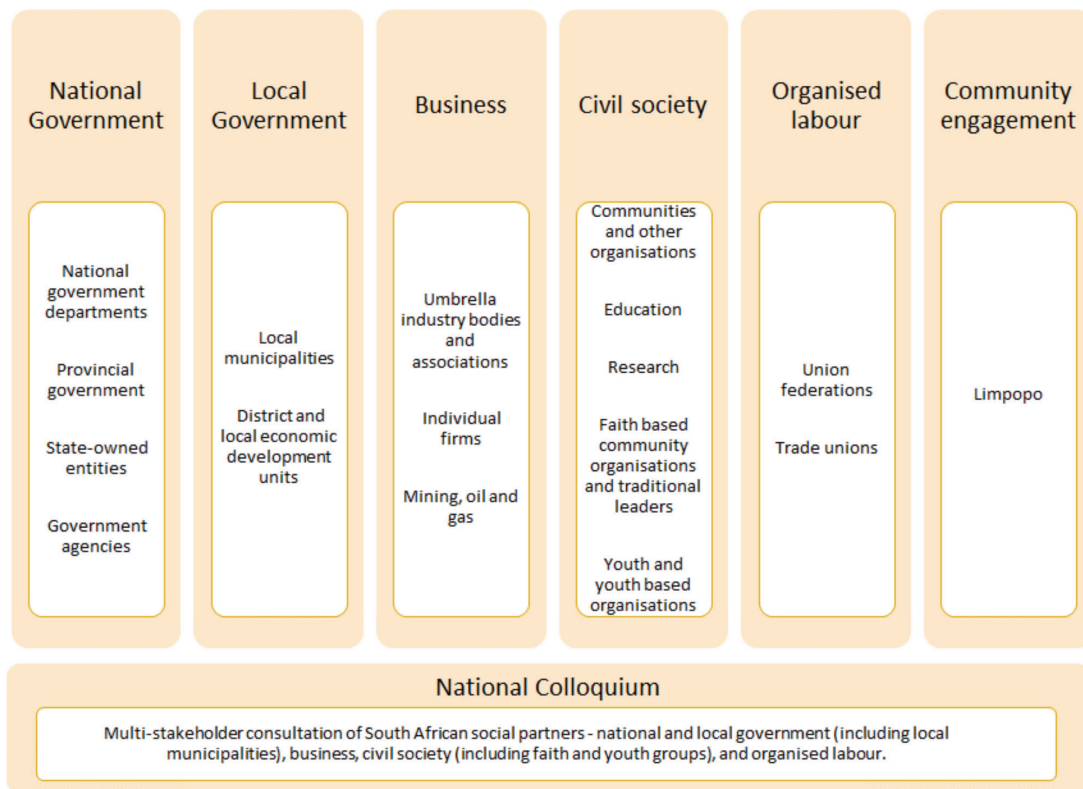 National
Government
National
government
departments
Provincial
government
State-owned
entities
Government
agencies
Local
Government
Local
municipalities
District and
local economic
development
units
Business
Umbrella
industry bodies
and
associations
Individual
firms
Mining, oil and
gas
Civil society
Communities
and other
organisations
Education
Research
Faith based
community
organisations
and traditional
leaders
Youth and
youth based
organisations
Organised
labour
Union
federations
Trade unions
Community
engagement
Limpopo
National Colloquium
Multi-stakeholder consultation of South African social partners - national and local government (including local
municipalities), business, civil society (including faith and youth groups), and organised labour.